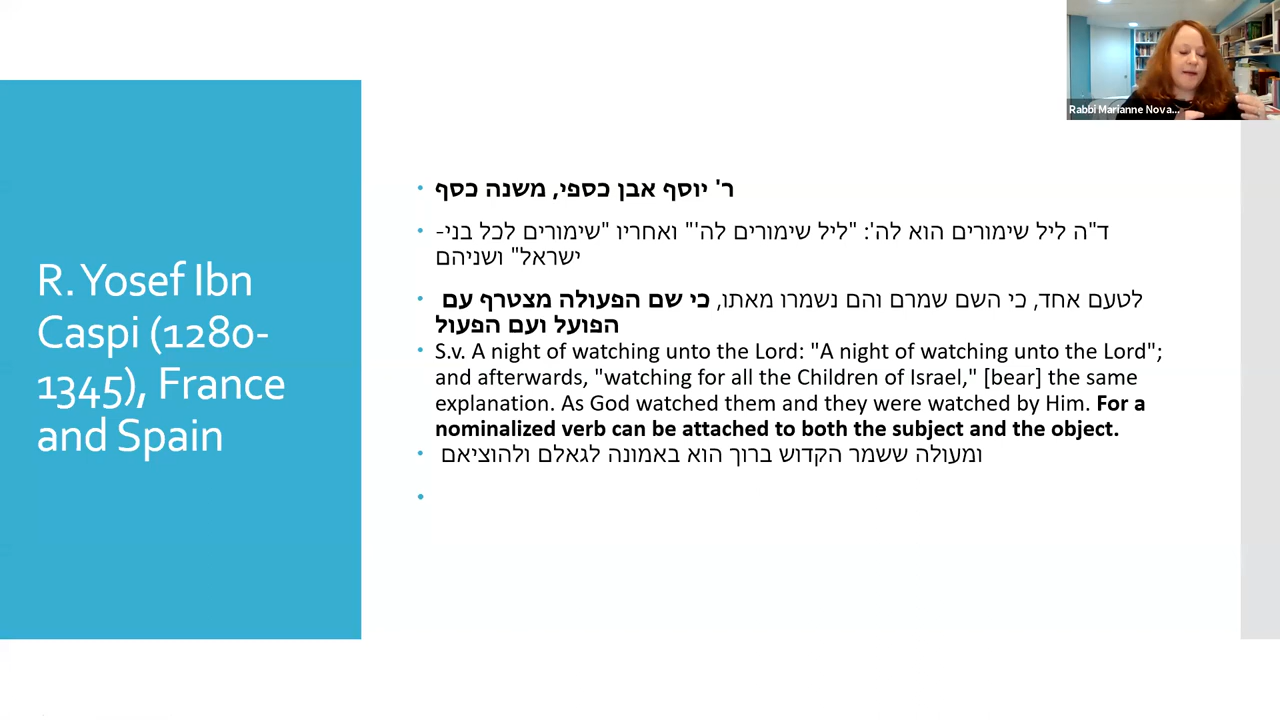 R. Yosef Ibn
Caspi (1280-
1345), France
and Spain
ר' יוסף אבן כספי, משנה כסף
ד"ה ליל שימורים הוא לה': "ליל שימורים לה'" ואחריו "שימורים לכל בני-
ישראל" ושניהם
לטעם אחד, כי השם שמרם והם נשמרו מאתו, כי שם הפעולה מצטרף עם
הפועל ועם הפעול
S.v. A night of watching unto the Lord: "A night of watching unto the Lord";
and afterwards, "watching for all the Children of Israel," [bear] the same
explanation. As God watched them and they were watched by Him. For a
nominalized verb can be attached to both the subject and the object.
ומעולה ששמר הקדוש ברוך הוא באמונה לגאלם ולהוציאם
Rabbi Marianne Nova...